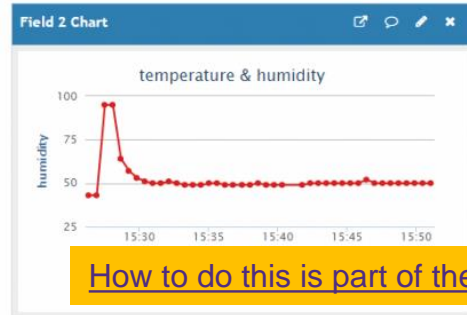 Field 2 Chart
temperature & humidity
humidity
100
75
50
25
15:30 15:35 15:40 15:45 15:50
How to do this is part of the